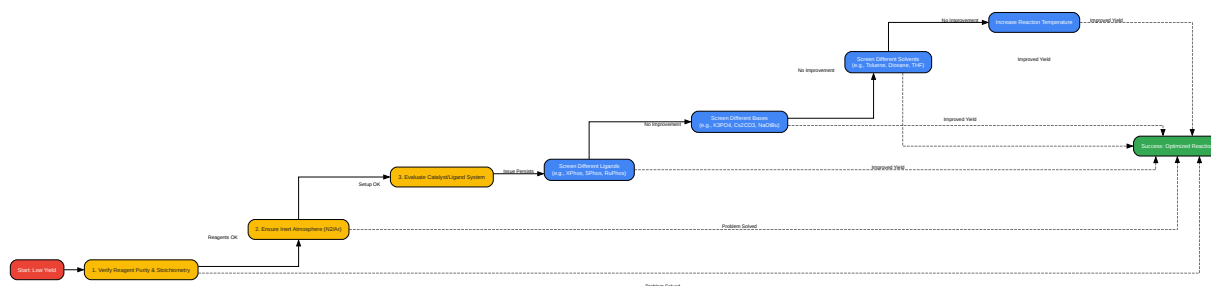 No Improvement
Increase Reaction Temperature
Improved Yield
Screen Different Solvents
(e.g., Toluene, Dioxane, THF)
Improved Yield
No Improvement
Screen Different Bases
(e.g., K3PO4, Cs2CO3, NaOtBu)
No Improvement
Improved Yield
Success: Optimized Reaction
Screen Different Ligands
(e.g., XPhos, SPhos, RuPhos)
Improved Yield
3. Evaluate Catalyst/Ligand System
Issue Persists
Setup OK
2. Ensure Inert Atmosphere (N2/Ar)
Problem Solved
Reagents OK
Start: Low Yield
1. Verify Reagent Purity & Stoichiometry
Problem Solved